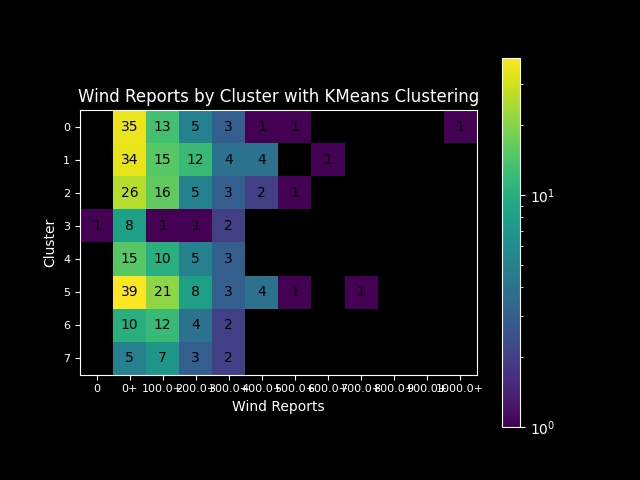 Wind Reports by Cluster with KMeans Clustering
0 35 13 5 3 1 1 1
1 34 15 12 4 4 1
2 26 16 5 3 2 1
3 1 8 1 1 2
4 15 10 5 3
5 39 21 8 3 4 1 1
6 10 12 4 2
7 5 7 3 2
0 0+ 100.0+ 200.0+ 300.0+ 400.0+ 500.0+ 600.0+ 700.0+ 800.0+ 900.0+ 1000.0+
Wind Reports
Cluster
10¹
10⁰